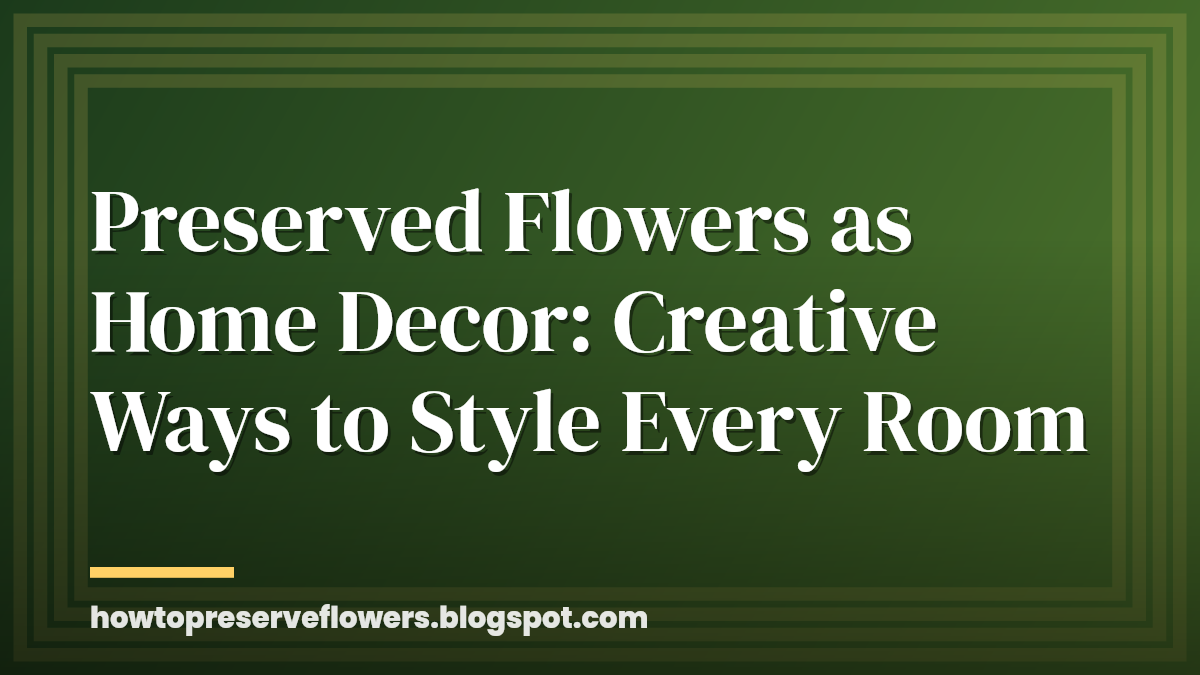 Preserved Flowers as
Home Decor: Creative
Ways to Style Every Room
howtopreserveflowers.blogspot.com